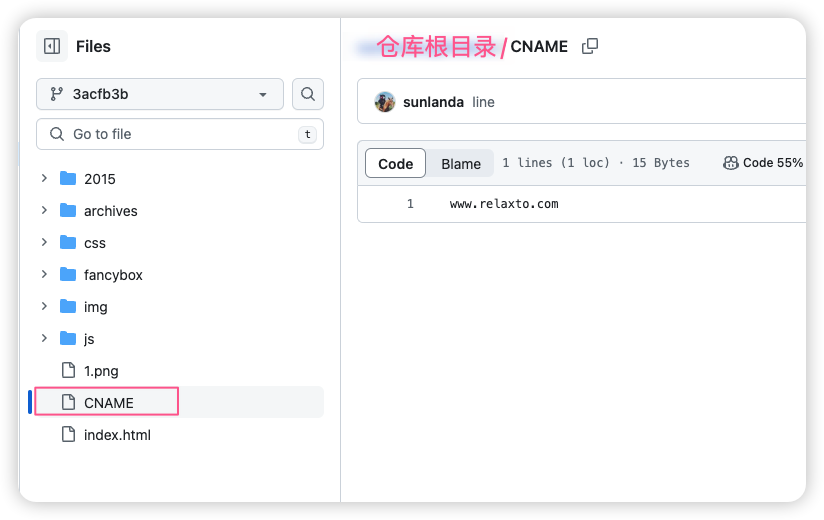 Files
3acfb3b
Go to file
t
2015
archives
css
fancybox
img
js
1.png
CNAME
index.html
仓库根目录/CNAME
sunlanda line
Code Blame 1 lines (1 loc) · 15 Bytes Code 55%
1 www.relaxto.com